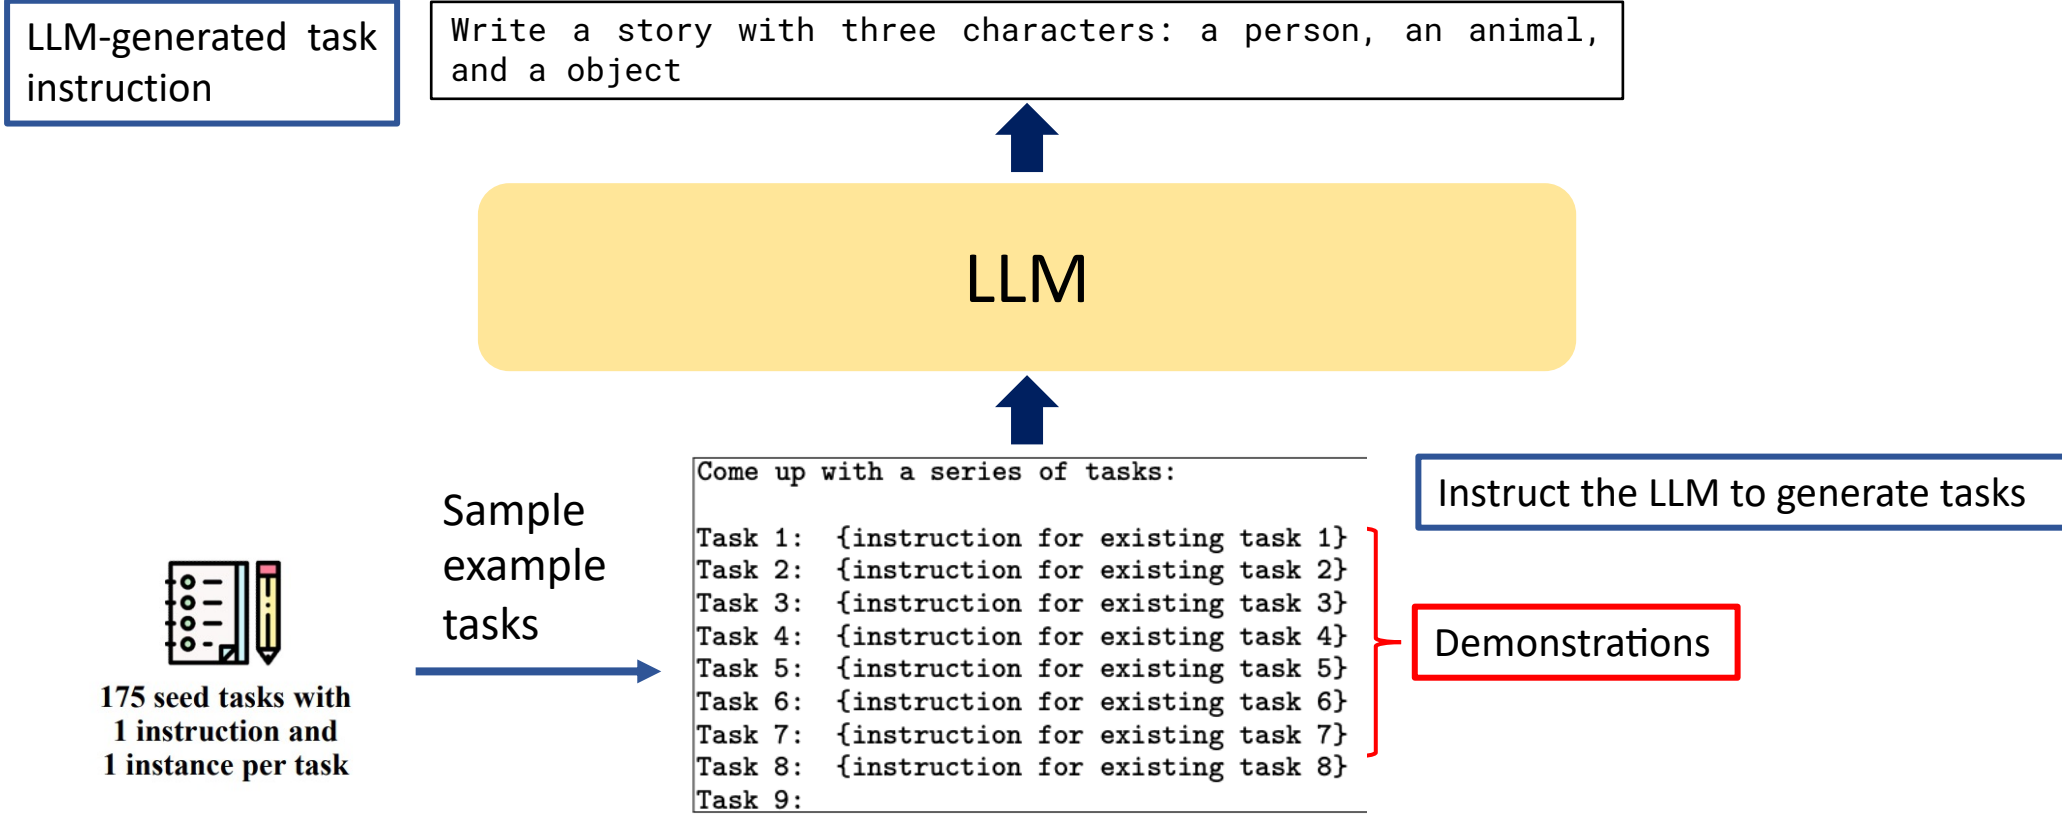 LLM-generated task
instruction
Write a story with three characters: a person, an animal,
and a object
LLM
Sample
example
tasks
175 seed tasks with
1 instruction and
1 instance per task
Come up with a series of tasks:
Task 1: {instruction for existing task 1}
Task 2: {instruction for existing task 2}
Task 3: {instruction for existing task 3}
Task 4: {instruction for existing task 4}
Task 5: {instruction for existing task 5}
Task 6: {instruction for existing task 6}
Task 7: {instruction for existing task 7}
Task 8: {instruction for existing task 8}
Task 9:
Instruct the LLM to generate tasks
Demonstrations